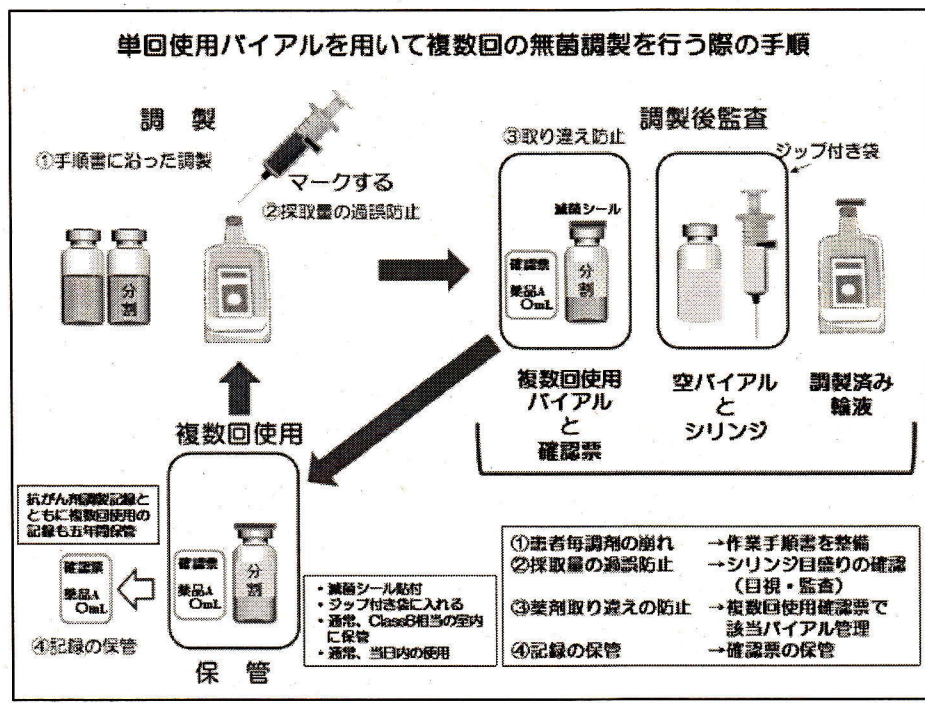 単回使用バイアルを用いて複数回の無菌調製を行う際の手順
調 製
①手順書に沿った調製
マークする
②採取量の過誤防止
分割
調製後監査
③取り違え防止
ジップ付き袋
滅菌シール
確認票
薬品A
〇mL
分割
複数回使用
バイアル
と
確認票
空バイアル
と
シリンジ
調製済み
輸液
複数回使用
抗がん剤調製記録と
ともに複数回使用の
記録も五年間保管
確認票
薬品A
〇mL
④記録の保管
確認票
薬品A
〇mL
分割
保 管
・滅菌シール貼付
・ジップ付き袋に入れる
・通常、ClassB相当の室内
に保管
・通常、当日内の使用
①患者毎調剤の崩れ →作業手順書を整備
②採取量の過誤防止 →シリンジ目盛りの確認
(目視・監査)
③薬剤取り違えの防止 →複数回使用確認票で
該当バイアル管理
④記録の保管 →確認票の保管